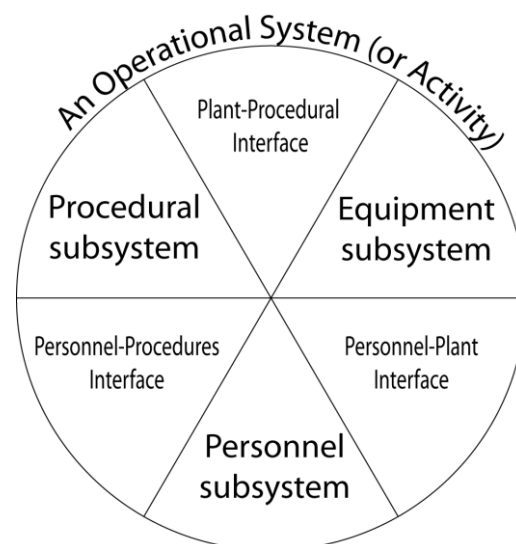 An Operational System (or Activity)
Plant-Procedural
Interface
Procedural
subsystem
Equipment
subsystem
Personnel-Procedures
Interface
Personnel-Plant
Interface
Personnel
subsystem